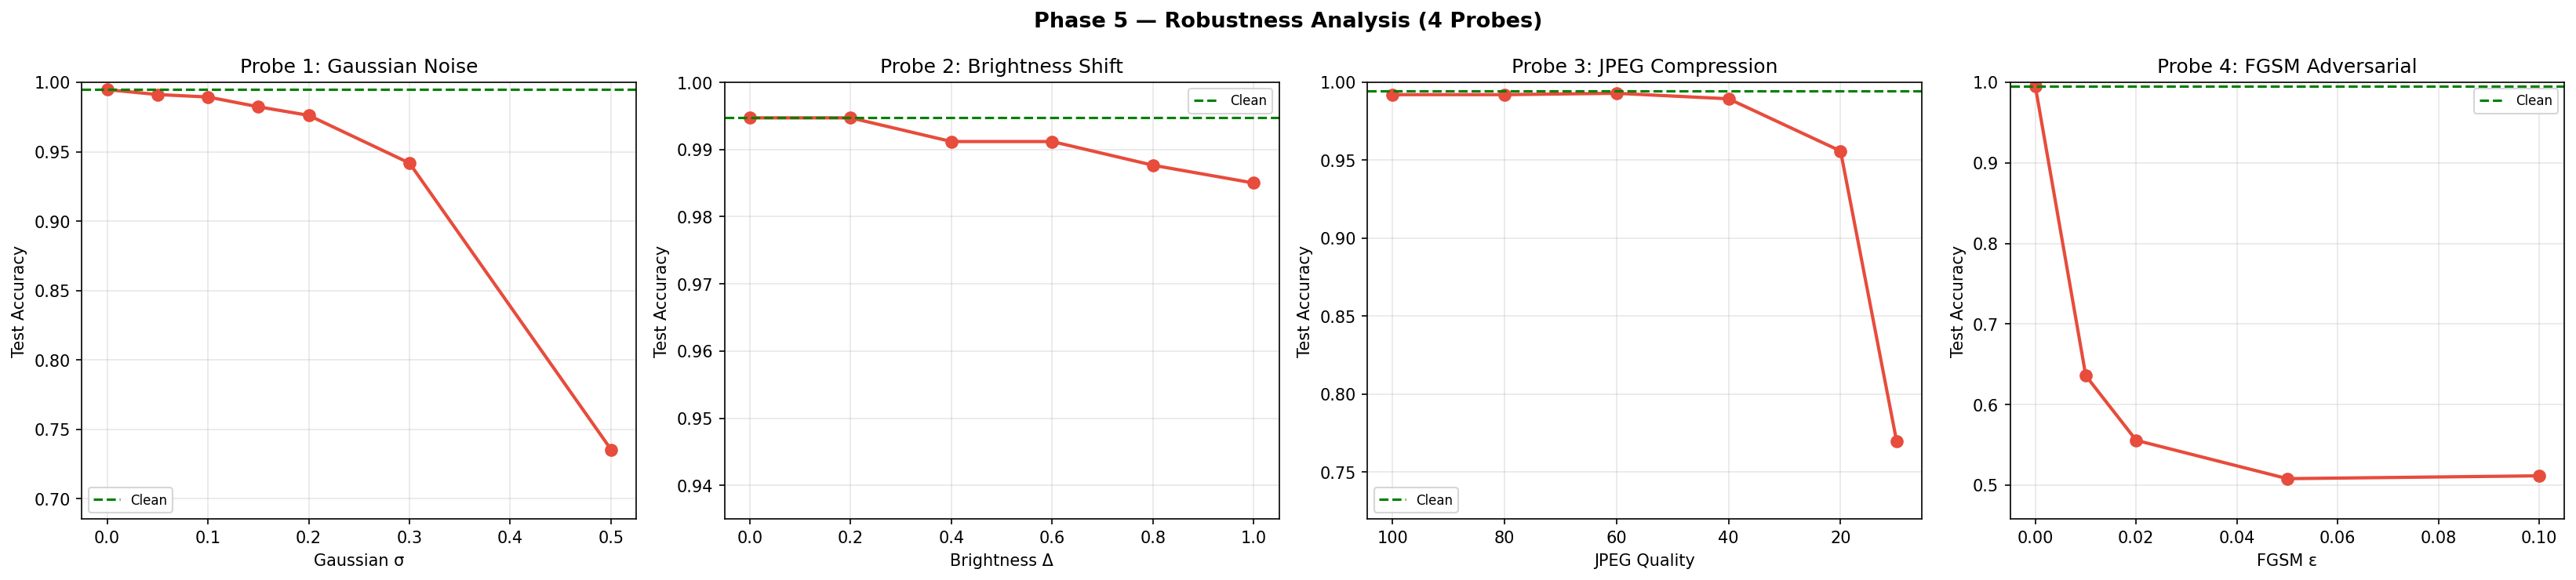 Phase 5 — Robustness Analysis (4 Probes)
Probe 1: Gaussian Noise
Test Accuracy
1.00
0.95
0.90
0.85
0.80
0.75
0.70
Clean
0.0 0.1 0.2 0.3 0.4 0.5
Gaussian σ
Probe 2: Brightness Shift
Test Accuracy
1.00
0.99
0.98
0.97
0.96
0.95
0.94
Clean
0.0 0.2 0.4 0.6 0.8 1.0
Brightness Δ
Probe 3: JPEG Compression
Test Accuracy
1.00
0.95
0.90
0.85
0.80
0.75
Clean
100 80 60 40 20
JPEG Quality
Probe 4: FGSM Adversarial
Test Accuracy
1.0
0.9
0.8
0.7
0.6
0.5
Clean
0.00 0.02 0.04 0.06 0.08 0.10
FGSM ε